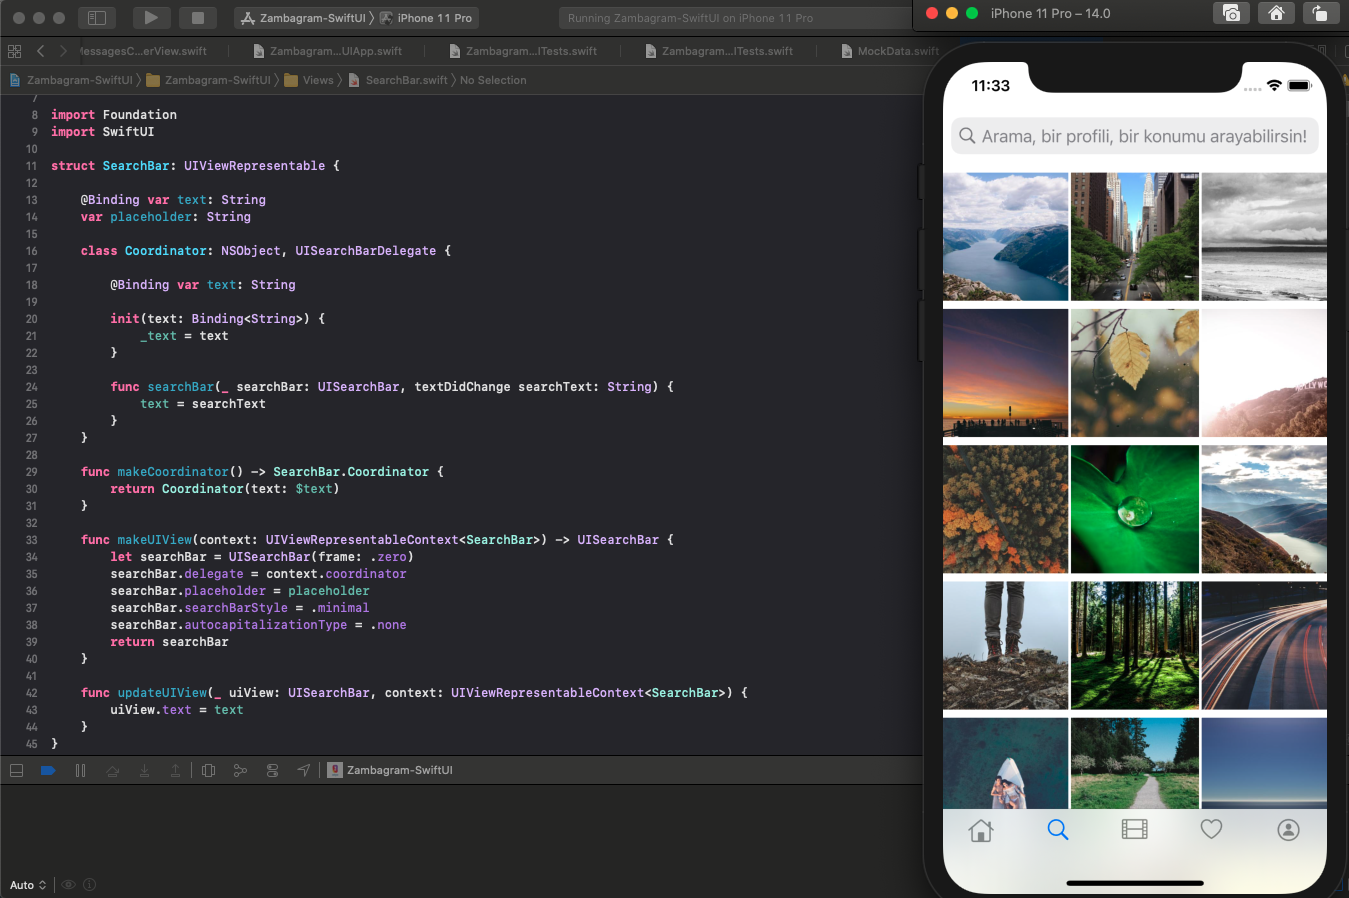 Zambagram-SwiftUI
iPhone 11 Pro
Running Zambagram-SwiftUI on iPhone 11 Pro
iPhone 11 Pro – 14.0
lessagesC...erView.swift
Zambagram...UIApp.swift
Zambagram...ITests.swift
Zambagram...ITests.swift
MockData.swift
Zambagram-SwiftUI
Zambagram-SwiftUI
Views
SearchBar.swift
No Selection
7
8 import Foundation
9 import SwiftUI
10
11 struct SearchBar: UIViewRepresentable {
12
13 @Binding var text: String
14 var placeholder: String
15
16 class Coordinator: NSObject, UISearchBarDelegate {
17
18 @Binding var text: String
19
20 init(text: Binding<String>) {
21 _text = text
22 }
23
24 func searchBar(_ searchBar: UISearchBar, textDidChange searchText: String) {
25 text = searchText
26 }
27 }
28
29 func makeCoordinator() -> SearchBar.Coordinator {
30 return Coordinator(text: $text)
31 }
32
33 func makeUIView(context: UIViewRepresentableContext<SearchBar>) -> UISearchBar {
34 let searchBar = UISearchBar(frame: .zero)
35 searchBar.delegate = context.coordinator
36 searchBar.placeholder = placeholder
37 searchBar.searchBarStyle = .minimal
38 searchBar.autocapitalizationType = .none
39 return searchBar
40 }
41
42 func updateUIView(_ uiView: UISearchBar, context: UIViewRepresentableContext<SearchBar>) {
43 uiView.text = text
44 }
45 }
Zambagram-SwiftUI
Auto
11:33
Arama, bir profili, bir konumu arayabilirsin!